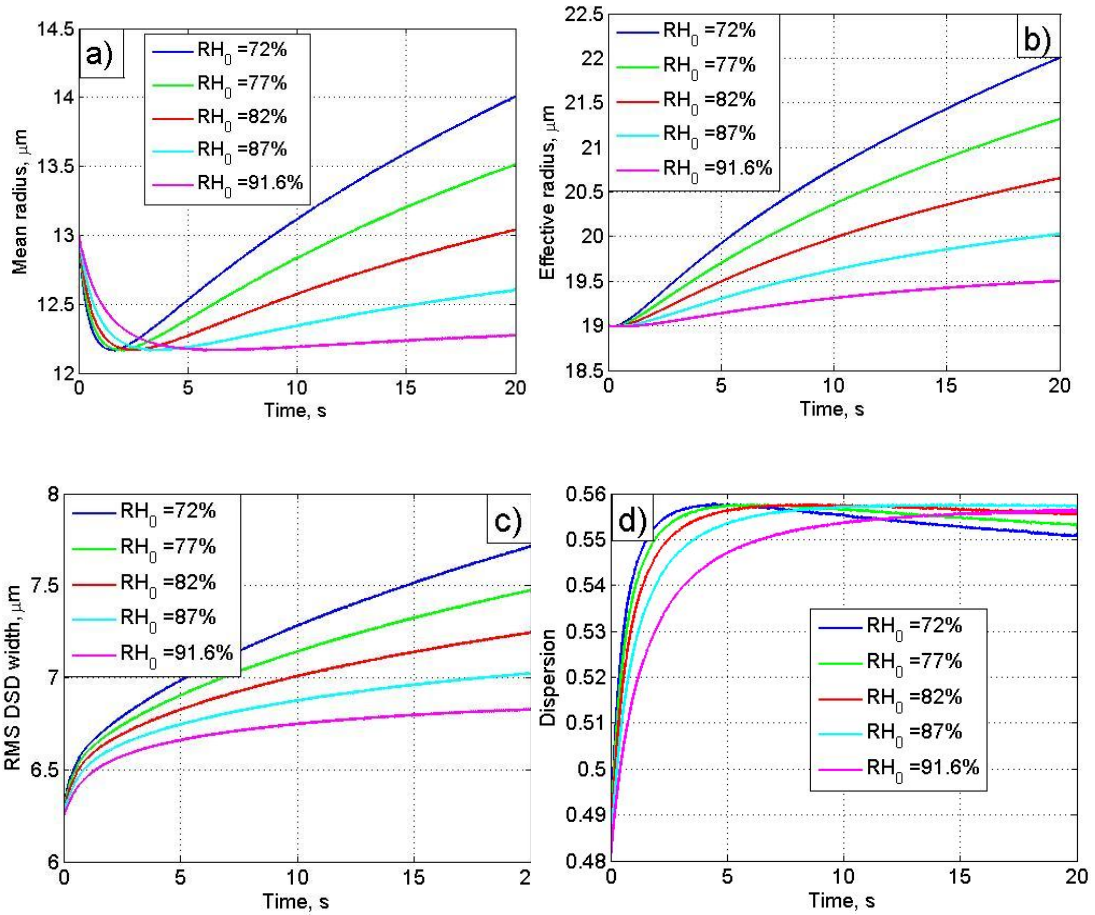 a)
RH0 =72%
RH0 =77%
RH0 =82%
RH0 =87%
RH0 =91.6%
14.5
14
13.5
13
12.5
12
0 5 10 15 20
Mean radius, μm
Time, s
b)
RH0 =72%
RH0 =77%
RH0 =82%
RH0 =87%
RH0 =91.6%
22.5
22
21.5
21
20.5
20
19.5
19
18.5
0 5 10 15 20
Effective radius, μm
Time, s
c)
RH0 =72%
RH0 =77%
RH0 =82%
RH0 =87%
RH0 =91.6%
8
7.5
7
6.5
6
0 5 10 15 20
RMS DSD width, μm
Time, s
d)
RH0 =72%
RH0 =77%
RH0 =82%
RH0 =87%
RH0 =91.6%
0.56
0.55
0.54
0.53
0.52
0.51
0.5
0.49
0.48
0 5 10 15 20
Dispersion
Time, s